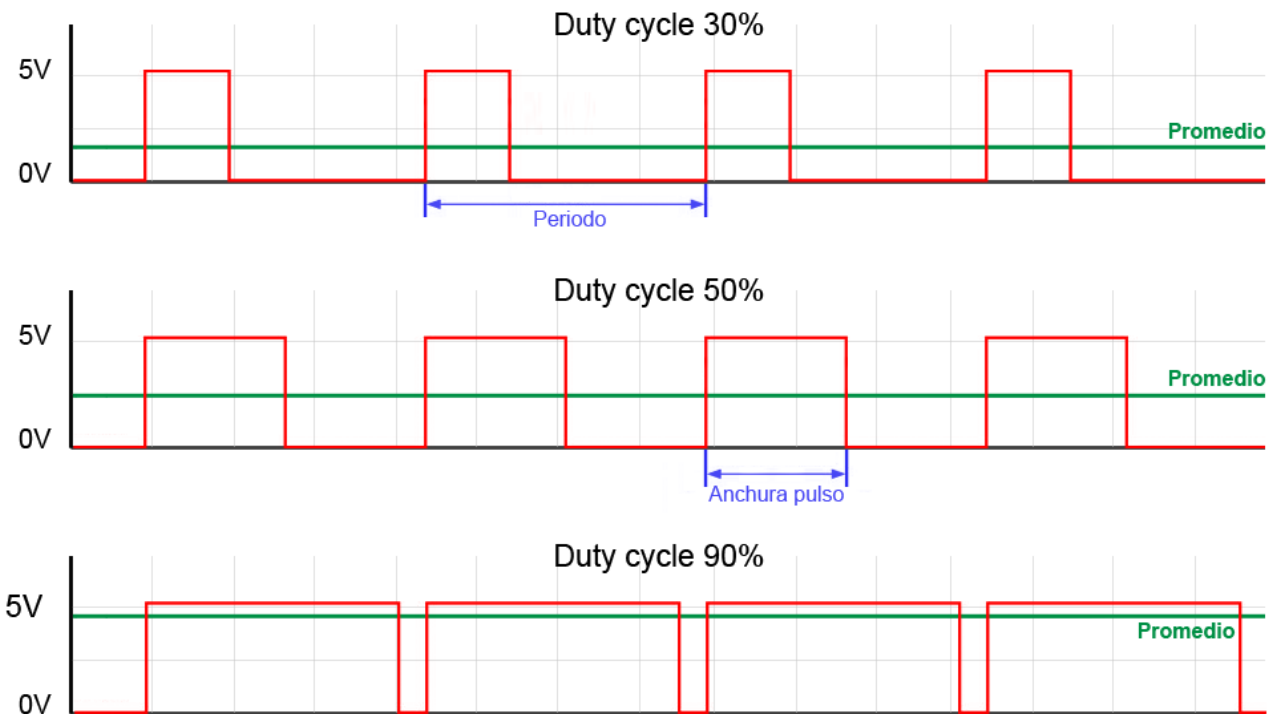 Duty cycle 30%
5V
Promedio
0V
Periodo
Duty cycle 50%
5V
Promedio
0V
Anchura pulso
Duty cycle 90%
5V
Promedio
0V